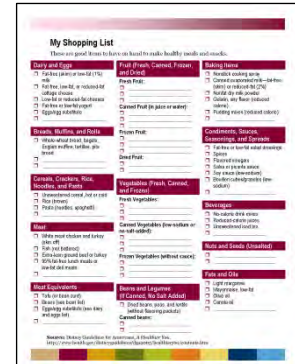 My Shopping List
These are good items to have on hand to make healthy meals and snacks.
Dairy and Eggs
Fat-free (skim) or low-fat (1%)
milk
Fat-free, low-fat, or reduced-fat
cottage cheese
Low-fat or reduced-fat cheeses
Fat-free or low-fat yogurt
Eggs/egg substitute
Breads, Muffins, and Rolls
Whole-wheat bread, bagels,
English muffins, tortillas, pita
bread
Cereals, Crackers, Rice,
Noodles, and Pasta
Unsweetened cereal, hot or cold
Rice (brown)
Pasta (noodles, spaghetti)
Meat
White meat chicken and turkey
(skin off)
Fish (not battered)
Extra-lean ground beef or turkey
95% fat-free lunch meats or
low-fat deli meats
Meat Equivalents
Tofu (or bean curd)
Beans (see bean list)
Eggs/egg substitute (see dairy
and eggs list)
Fruit (Fresh, Canned, Frozen,
and Dried)
Fresh Fruit:
Canned Fruit (in juice or water):
Frozen Fruit:
Dried Fruit:
Vegetables (Fresh, Canned,
and Frozen)
Fresh Vegetables:
Canned Vegetables (low-sodium or
no-salt-added):
Frozen Vegetables (without sauce):
Beans and Legumes
(If Canned, No Salt Added)
Dried beans, peas, and lentils
(without flavoring packets)
Canned beans:
Baking Items
Nonstick cooking spray
Canned evaporated milk—fat-free
(skim) or reduced-fat (2%)
Nonfat dry milk powder
Gelatin, any flavor (reduced
calorie)
Pudding mixes (reduced calorie)
Condiments, Sauces,
Seasonings, and Spreads
Fat-free or low-fat salad dressings
Spices
Flavored vinegars
Salsa or picante sauce
Soy sauce (low-sodium)
Bouillon cubes/granules (low-
sodium)
Beverages
No-calorie drink mixes
Reduced-calorie juices
Unsweetened iced tea
Nuts and Seeds (Unsalted)
Fats and Oils
Light margarine
Mayonnaise, low-fat
Olive oil
Canola oil
Source: Dietary Guidelines for Americans, A Healthier You.